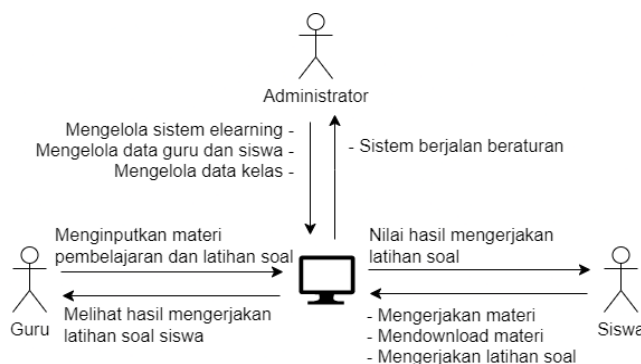 Administrator
Mengelola sistem elearning -
Mengelola data guru dan siswa -
Mengelola data kelas -
- Sistem berjalan beraturan
Menginputkan materi
pembelajaran dan latihan soal
Nilai hasil mengerjakan
latihan soal
Guru
Melihat hasil mengerjakan
latihan soal siswa
- Mengerjakan materi
- Mendownload materi
- Mengerjakan latihan soal
Siswa